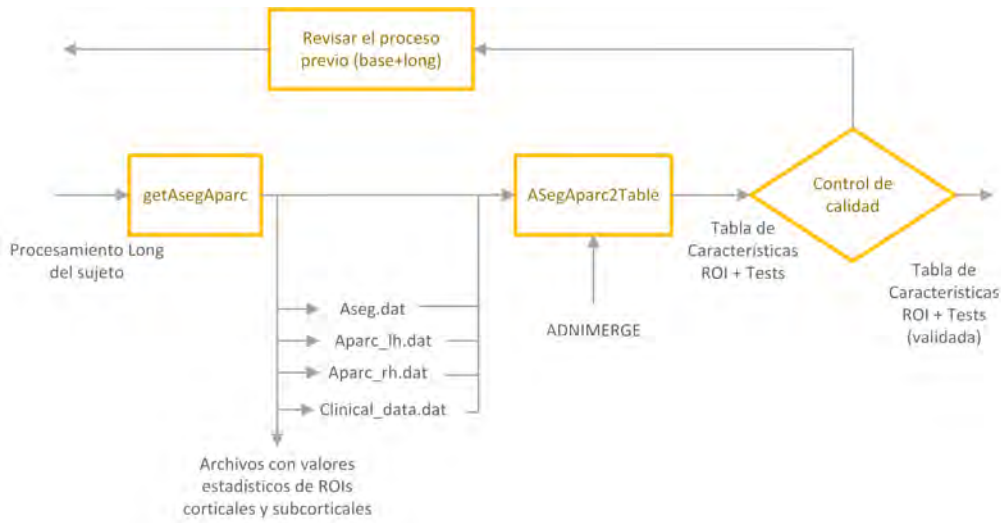 Revisar el proceso
previo (base+long)
getAsegAparc
ASegAparc2Table
Control de
calidad
Procesamiento Long
del sujeto
Tabla de
Características
ROI + Tests
Tabla de
Caracteristicas
ROI + Tests
(validada)
Aseg.dat
Aparc_lh.dat
Aparc_rh.dat
Clinical_data.dat
ADNIMERGE
Archivos con valores
estadísticos de ROIs
corticales y subcorticales